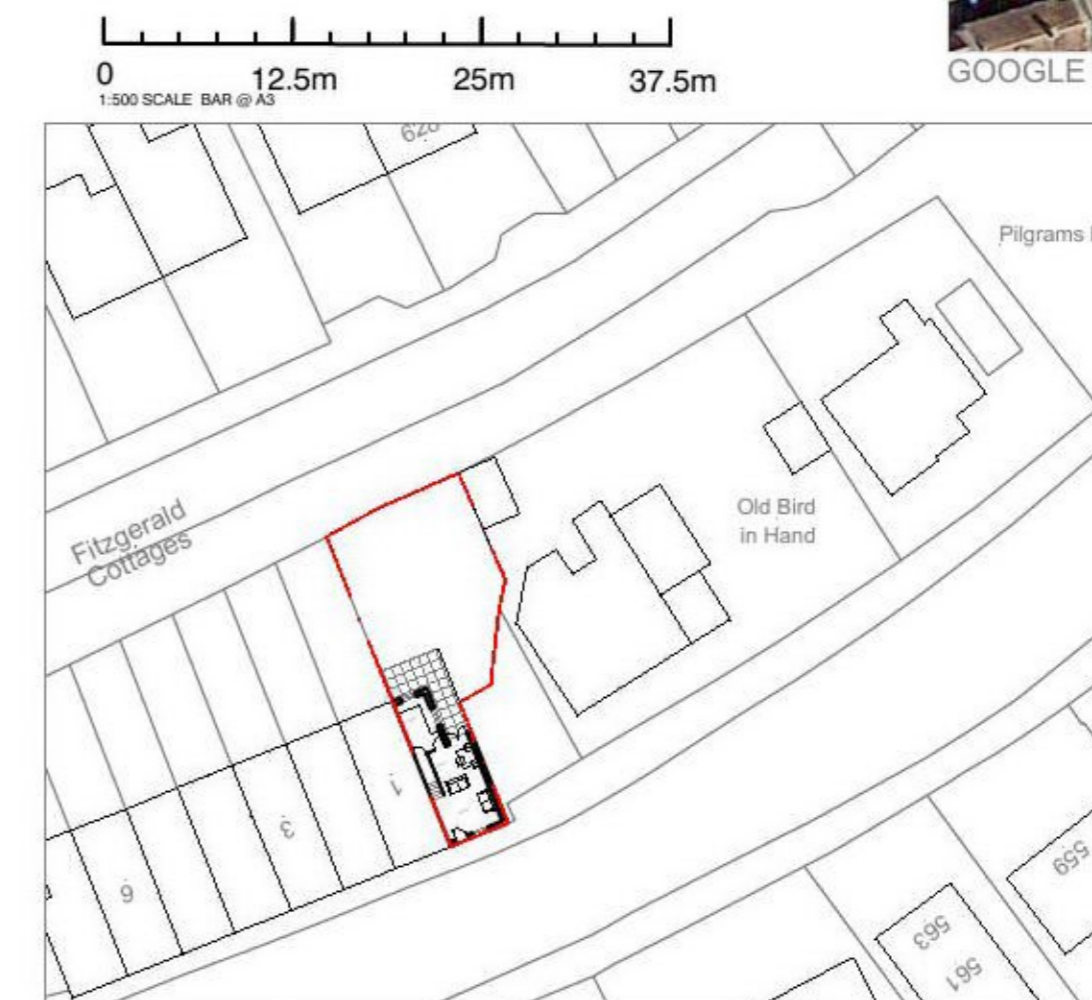 0 12.5m 25m 37.5m
1:500 SCALE BAR @ A3
GOOGLE
Pilgrams
Fitzgerald
Cottages
Old Bird
in Hand
1
3
6
559
563
561